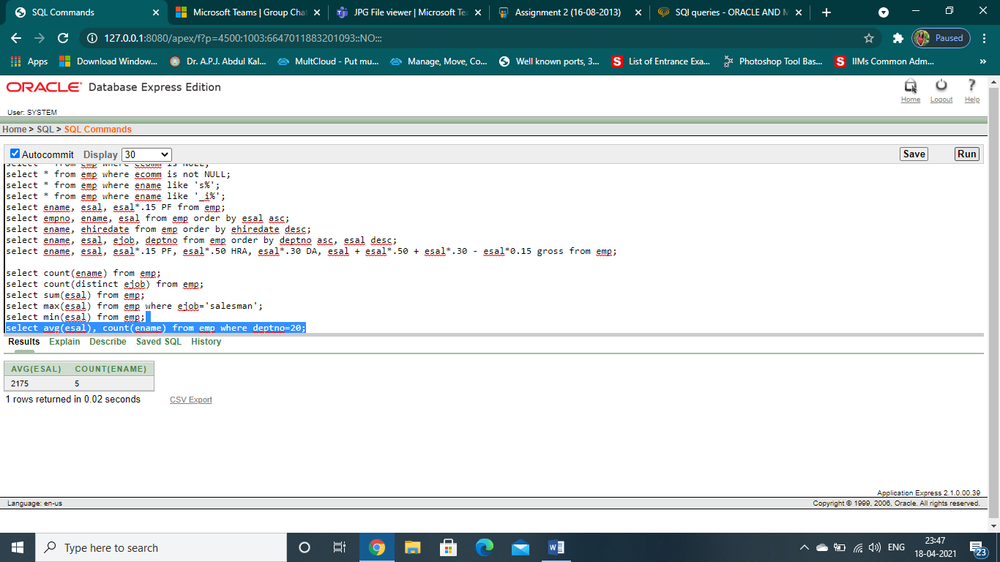 SQL Commands
Microsoft Teams | Group Cha
JPG File viewer | Microsoft Te
Assignment 2 (16-08-2013)
SQl queries - ORACLE AND M
127.0.0.1:8080/apex/f?p=4500:1003:6647011883201093::NO:::
Paused
Apps
Download Window...
Dr. A.P.J. Abdul Kal...
MultCloud - Put mu...
Manage, Move, Co...
Well known ports, 3...
List of Entrance Exa...
Photoshop Tool Bas...
IIMs Common Adm...
ORACLE Database Express Edition
Home
Logout
Help
User: SYSTEM
Home > SQL > SQL Commands
Autocommit Display 30
Save
Run
select * from emp where ecomm is NULL;
select * from emp where ecomm is not NULL;
select * from emp where ename like 's%';
select * from emp where ename like '_i%';
select ename, esal, esal*.15 PF from emp;
select empno, ename, esal from emp order by esal asc;
select ename, ehiredate from emp order by ehiredate desc;
select ename, esal, ejob, deptno from emp order by deptno asc, esal desc;
select ename, esal, esal*.15 PF, esal*.50 HRA, esal*.30 DA, esal + esal*.50 + esal*.30 - esal*0.15 gross from emp;
select count(ename) from emp;
select count(distinct ejob) from emp;
select sum(esal) from emp;
select max(esal) from emp where ejob='salesman';
select min(esal) from emp;
select avg(esal), count(ename) from emp where deptno=20;
Results Explain Describe Saved SQL History
AVG(ESAL) COUNT(ENAME)
2175 5
1 rows returned in 0.02 seconds
CSV Export
Application Express 2.1.0.00.39
Language: en-us
Copyright © 1999, 2006, Oracle. All rights reserved.
Type here to search
ENG
23:47
18-04-2021
23